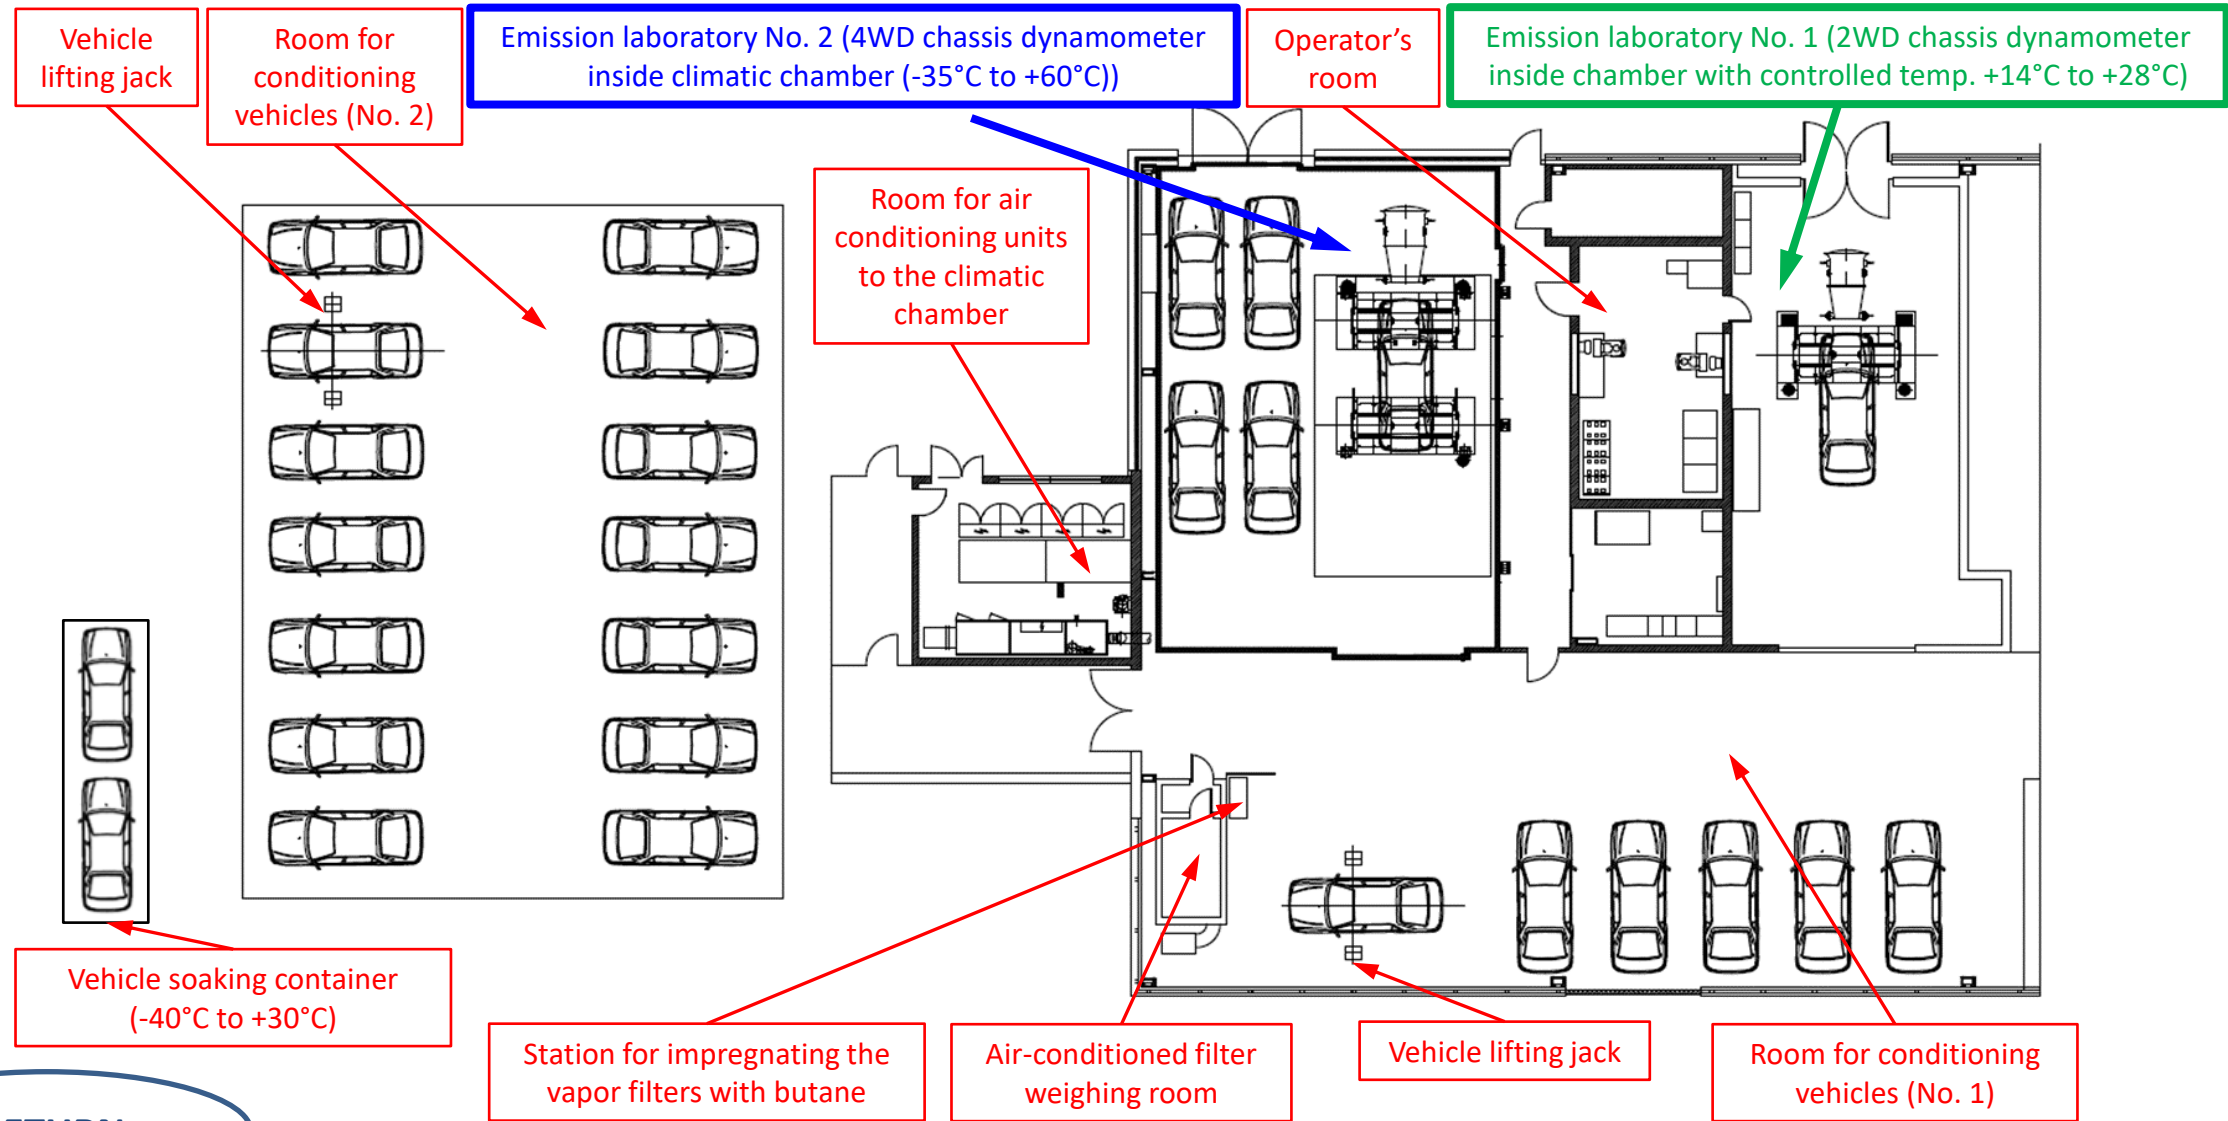 Vehicle
lifting jack
Room for
conditioning
vehicles (No. 2)
Emission laboratory No. 2 (4WD chassis dynamometer
inside climatic chamber (-35°C to +60°C))
Operator's
room
Emission laboratory No. 1 (2WD chassis dynamometer
inside chamber with controlled temp. +14°C to +28°C)
Room for air
conditioning units
to the climatic
chamber
Vehicle soaking container
(-40°C to +30°C)
Station for impregnating the
vapor filters with butane
Air-conditioned filter
weighing room
Vehicle lifting jack
Room for conditioning
vehicles (No. 1)